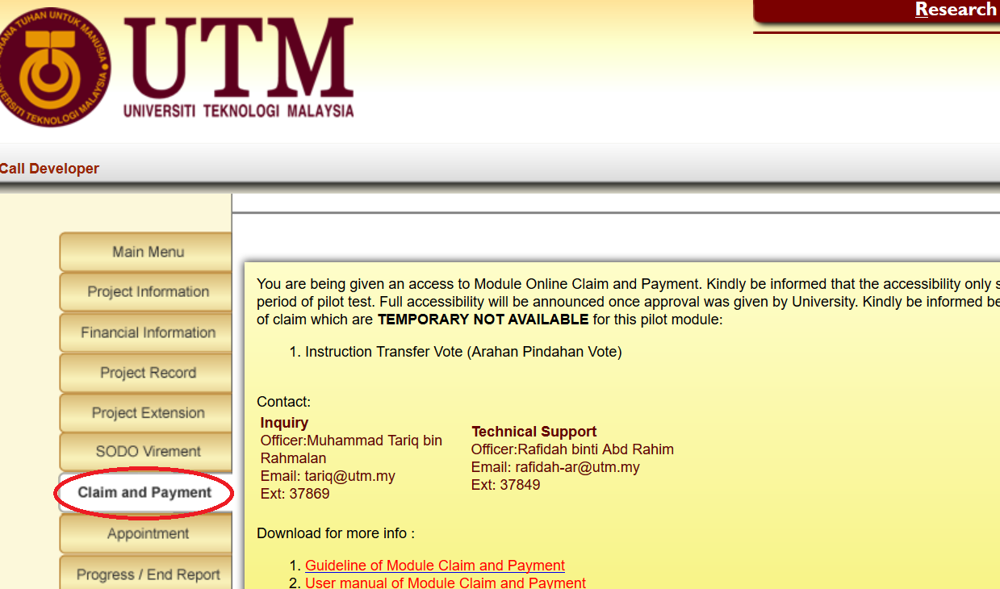 UTM
UNIVERSITI TEKNOLOGI MALAYSIA
TUHAN UNTUK MANUSIA
TEKNOLOGI MALAYSIA
Research
Call Developer
Main Menu
Project Information
Financial Information
Project Record
Project Extension
SODO Virement
Claim and Payment
Appointment
Progress / End Report
You are being given an access to Module Online Claim and Payment. Kindly be informed that the accessibility only s
period of pilot test. Full accessibility will be announced once approval was given by University. Kindly be informed be
of claim which are TEMPORARY NOT AVAILABLE for this pilot module:
1. Instruction Transfer Vote (Arahan Pindahan Vote)
Contact:
Inquiry
Officer:Muhammad Tariq bin
Rahmalan
Email: tariq@utm.my
Ext: 37869
Technical Support
Officer:Rafidah binti Abd Rahim
Email: rafidah-ar@utm.my
Ext: 37849
Download for more info :
1. Guideline of Module Claim and Payment
2. User manual of Module Claim and Payment